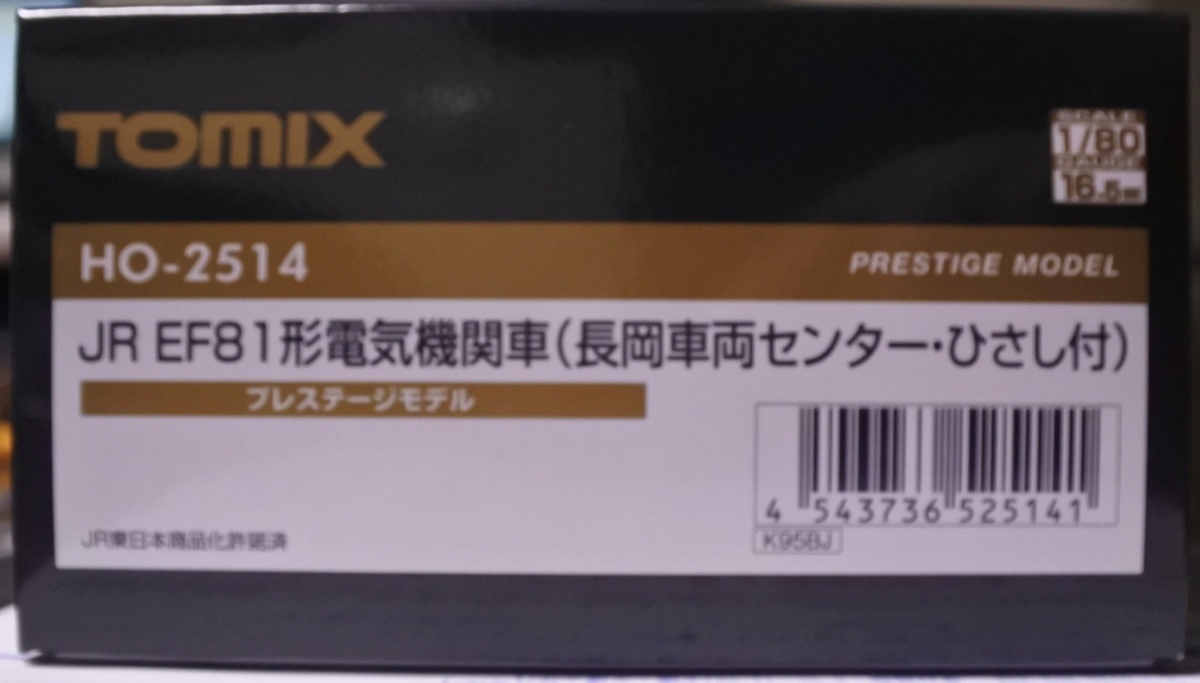 TOMIX
SCALE
1/80
GAUGE
16.5mm
HO-2514
PRESTIGE MODEL
JR EF81形電気機関車(長岡車両センター・ひさし付)
プレステージモデル
4 543736 525141
K95BJ
JR東日本商品化許諾済